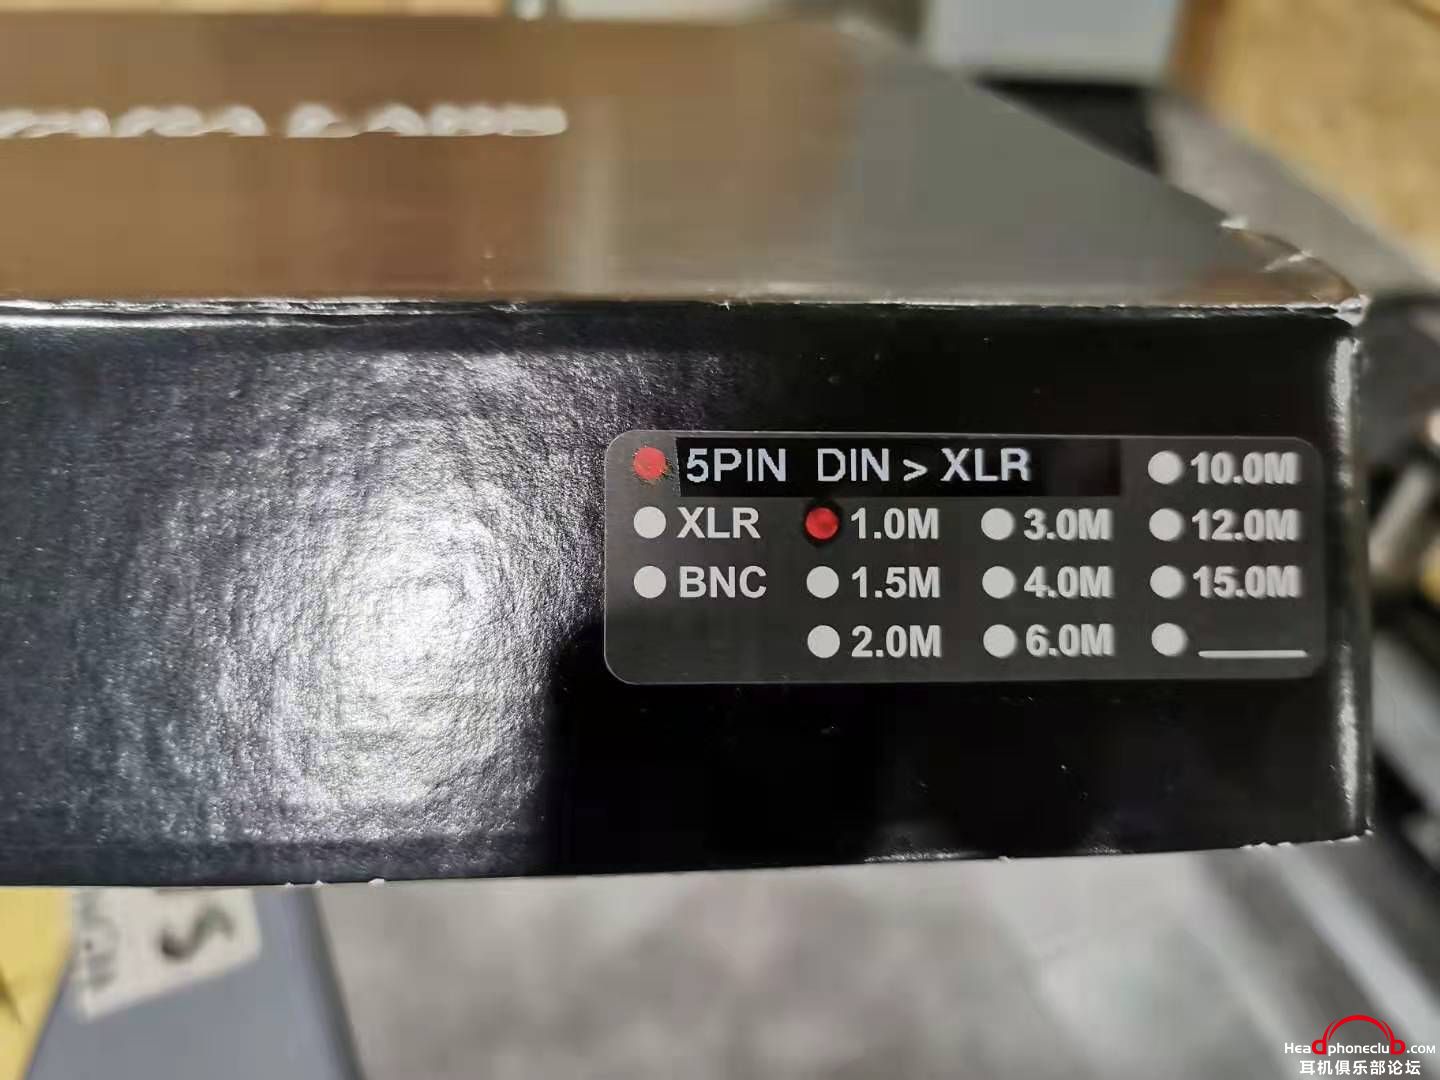 5PIN DIN > XLR
10.0M
XLR 1.0M 3.0M 12.0M
BNC 1.5M 4.0M 15.0M
2.0M 6.0M
Headphoneclub.com
耳机俱乐部论坛